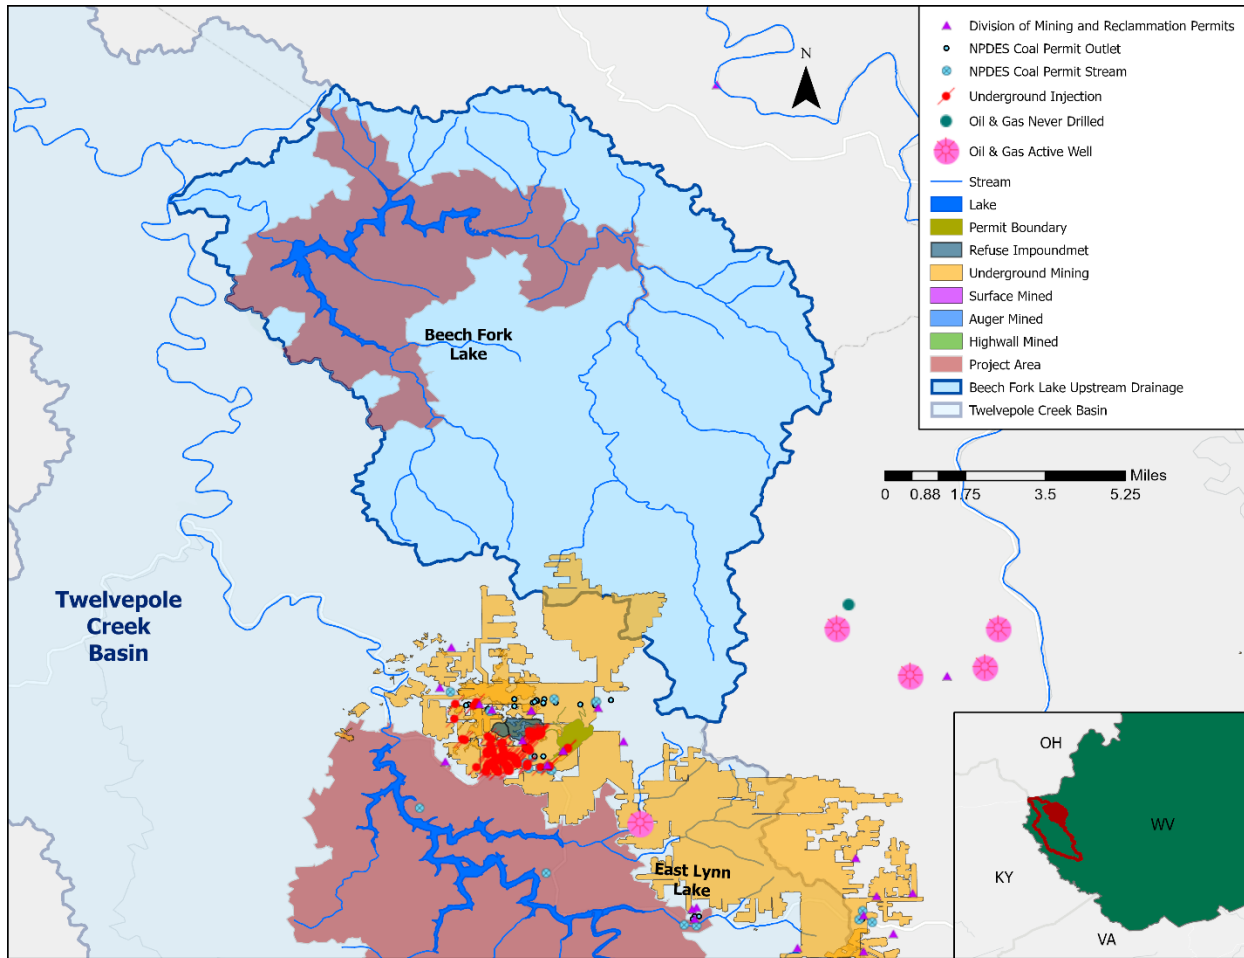 N
Division of Mining and Reclammation Permits
NPDES Coal Permit Outlet
NPDES Coal Permit Stream
Underground Injection
Oil & Gas Never Drilled
Oil & Gas Active Well
Stream
Lake
Permit Boundary
Refuse Impoundmet
Underground Mining
Surface Mined
Auger Mined
Highwall Mined
Project Area
Beech Fork Lake Upstream Drainage
Twelvepole Creek Basin
Beech Fork
Lake
Miles
0 0.88 1.75 3.5 5.25
Twelvepole
Creek
Basin
East Lynn
Lake
OH
WV
KY
VA